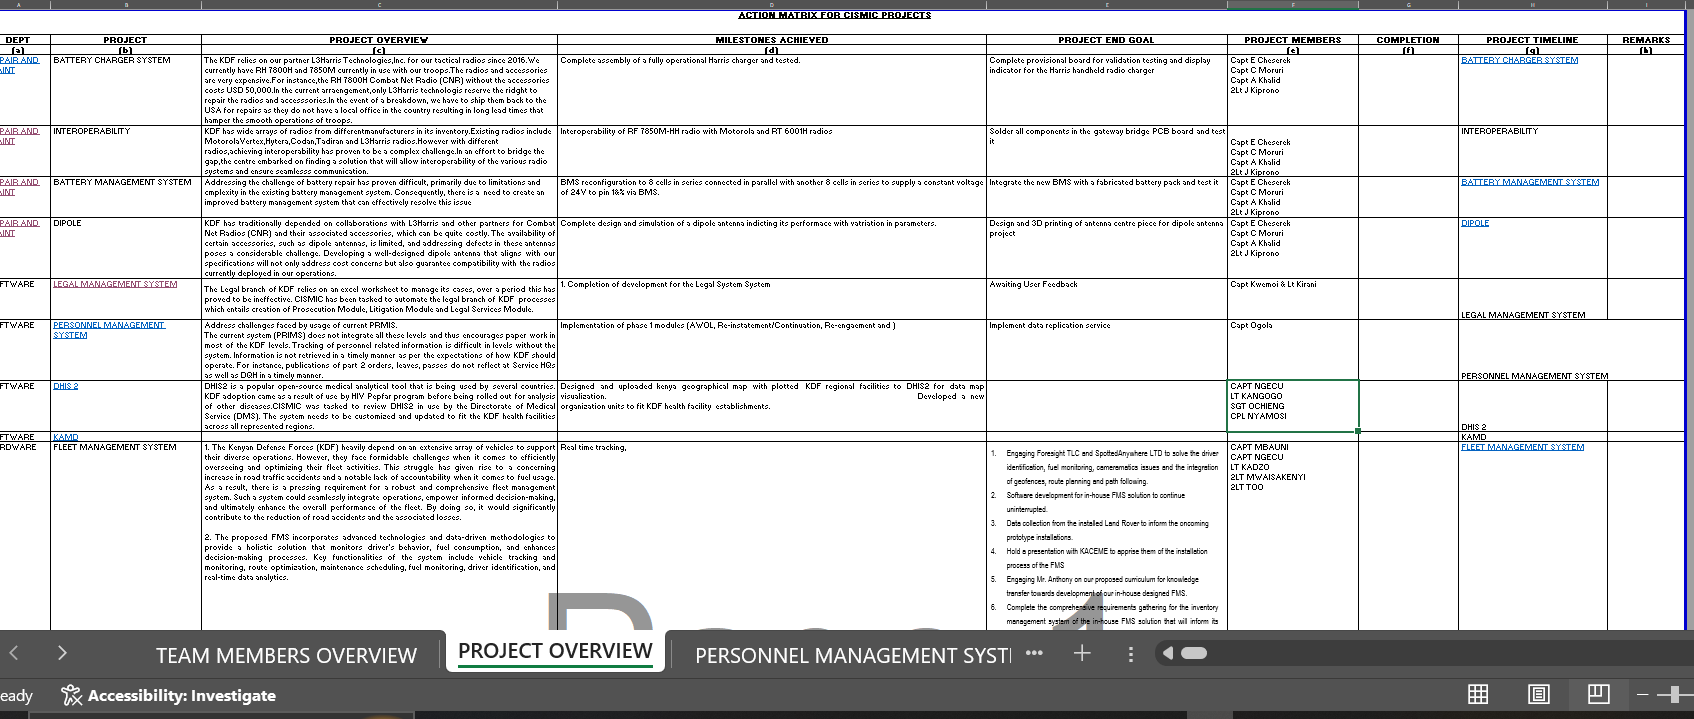 A B C D E F G H I
ACTION MATRIX FOR CISMIC PROJECTS
DEPT PROJECT PROJECT OVERVIEW MILESTONES ACHIEVED PROJECT END GOAL PROJECT MEMBERS COMPLETION PROJECT TIMELINE REMARKS
(a) (b) (c) (d) (e) (f) (g) (h)
PAIR AND
AINT
BATTERY CHARGER SYSTEM
The KDF relies on our partner L3Harris Technologies,Inc. for our tactical radios since 2016.We
currently have RH 7800H and 7850M currently in use with our troops.The radios and accessories
are very expensive.For instance,the RH 7800H Combat Net Radio (CNR) without the accessories
costs USD 50,000.In the current arraengement,only L3Harris technologis reserve the ridght to
repair the radios and accesssories.In the event of a breakdown, we have to ship them back to the
USA for repairs as they do not have a local office in the country resulting in long lead times that
hamper the smooth operations of troops.
Complete assembly of a fully operational Harris charger and tested.
Complete provisional board for validation testing and display
indicator for the Harris handheld radio charger
Capt E Cheserek
Capt C Moruri
Capt A Khalid
2Lt J Kiprono
BATTERY CHARGER SYSTEM
PAIR AND
AINT
INTEROPERABILITY
KDF has wide arrays of radios from differentmanufacturers in its inventory.Existing radios include
MotorolaVertex,Hytera,Codan,Tadiran and L3Harris radios.However with different
radios,achieving interoperability has proven to be a complex challenge.In an effort to bridge the
gap,the centre embarked on finding a solution that will allow interoperability of the various radio
systems and ensure seamlesss communication.
Interoperability of RF 7850M-HH radio with Motorola and RT 6001H radios
Solder all components in the gateway bridge PCB board and test
it
Capt E Cheserek
Capt C Moruri
Capt A Khalid
2Lt J Kiprono
INTEROPERABILITY
PAIR AND
AINT
BATTERY MANAGEMENT SYSTEM
Addressing the challenge of battery repair has proven difficult, primarily due to limitations and
cmplexity in the existing battery management system. Consequently, there is a need to create an
improved battery management system that can effectively resolve this issue
BMS reconfiguration to 8 cells in series connected in parallel with another 8 cells in series to supply a constant voltage
of 24V to pin 1&% via BMS.
Integrate the new BMS with a fabricated battery pack and test it
Capt E Cheserek
Capt C Moruri
Capt A Khalid
2Lt J Kiprono
BATTERY MANAGEMENT SYSTEM
PAIR AND
AINT
DIPOLE
KDF has traditionally depended on collaborations with L3Harris and other partners for Combat
Net Radios (CNR) and their associated accessories, which can be quite costly. The availability of
certain accessories, such as dipole antennas, is limited, and addressing defects in these antennas
poses a considerable challenge. Developing a well-designed dipole antenna that aligns with our
specifications will not only address cost concerns but also guarantee compatibility with the radios
currently deployed in our operations.
Complete design and simulation of a dipole antenna indicting its performace with vatriation in parameters.
Design and 3D printing of antenna centre piece for dipole antenna
project
Capt E Cheserek
Capt C Moruri
Capt A Khalid
2Lt J Kiprono
DIPOLE
FTWARE
LEGAL MANAGEMENT SYSTEM
The Legal branch of KDF relies on an excel worksheet to manage its cases, over a period this has
proved to be ineffective. CISMIC has been tasked to automate the legal branch of KDF processes
which entails creation of Prosecution Module, Litigation Module and Legal Services Module.
1. Completion of development for the Legal System System
Awaiting User Feedback
Capt Kwemoi & Lt Kirani
LEGAL MANAGEMENT SYSTEM
FTWARE
PERSONNEL MANAGEMENT
SYSTEM
Address challenges faced by usage of current PRMIS.
The current system (PRIMS) does not integrate all these levels and thus encourages paper work in
most of the KDF levels. Tracking of personnel related information is difficult in levels without the
system. Information is not retrieved in a timely manner as per the expectations of how KDF should
operate. For instance, publications of part 2 orders, leaves, passes do not reflect at Service HQs
as well as DQH in a timely manner.
Implementation of phase 1 modules (AWOL, Re-instatement/Continuation, Re-engaement and )
Implement data replication service
Capt Ogola
PERSONNEL MANAGEMENT SYSTEM
FTWARE
DHIS 2
DHIS2 is a popular open-source medical analytical tool that is being used by several countries.
KDF adoption came as a result of use by HIV Pepfar program before being rolled out for analysis
of other diseases.CISMIC was tasked to review DHIS2 in use by the Directorate of Medical
Service (DMS). The system needs to be customized and updated to fit the KDF health facilities
across all represented regions.
Designed and uploaded kenya geographical map with plotted KDF regional facilities to DHIS2 for data map
visualization. Developed a new
organization units to fit KDF health facility establishments.
CAPT NGECU
LT KANGOGO
SGT OCHIENG
CPL NYAMOSI
DHIS 2
FTWARE
KAMD
KAMD
RDWARE
FLEET MANAGEMENT SYSTEM
1. The Kenyan Defense Forces (KDF) heavily depend on an extensive array of vehicles to support
their diverse operations. However, they face formidable challenges when it comes to efficiently
overseeing and optimizing their fleet activities. This struggle has given rise to a concerning
increase in road traffic accidents and a notable lack of accountability when it comes to fuel usage.
As a result, there is a pressing requirement for a robust and comprehensive fleet management
system. Such a system could seamlessly integrate operations, empower informed decision-making,
and ultimately enhance the overall performance of the fleet. By doing so, it would significantly
contribute to the reduction of road accidents and the associated losses.
2. The proposed FMS incorporates advanced technologies and data-driven methodologies to
provide a holistic solution that monitors driver's behavior, fuel consumption, and enhances
decision-making processes. Key functionalities of the system include vehicle tracking and
monitoring, route optimization, maintenance scheduling, fuel monitoring, driver identification, and
real-time data analytics.
Real time tracking,
1. Engaging Foresight TLC and SpottedAnywhere LTD to solve the driver
identification, fuel monitoring, camerematics issues and the integration
of geofences, route planning and path following.
2. Software development for in-house FMS solution to continue
uninterrupted.
3. Data collection from the installed Land Rover to inform the oncoming
prototype installations.
4. Hold a presentation with KACEME to apprise them of the installation
process of the FMS
5. Engaging Mr. Anthony on our proposed curriculum for knowledge
transfer towards development of our in-house designed FMS.
6. Complete the comprehensive requirements gathering for the inventory
management system of the in-house FMS solution that will inform its
CAPT MBAUNI
CAPT NGECU
LT KADZO
2LT MWAISAKENYI
2LT TOO
FLEET MANAGEMENT SYSTEM
TEAM MEMBERS OVERVIEW PROJECT OVERVIEW PERSONNEL MANAGEMENT SYSTI
eady Accessibility: Investigate